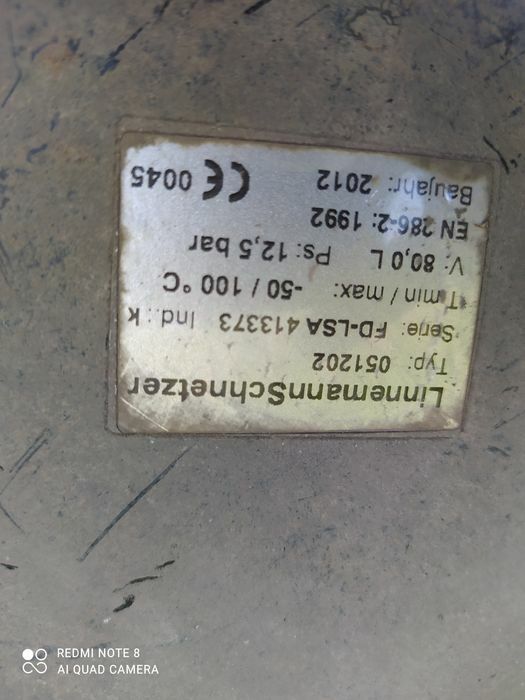 LinnemannSchnetzer
Typ: 051202
Serie: FD-LSA 413373 Ind.: k
T min / max: -50 / 100 °C
V: 80,0 L Ps: 12,5 bar
EN 286-2: 1992
Baujahr: 2012 CE 0045
REDMI NOTE 8
AI QUAD CAMERA